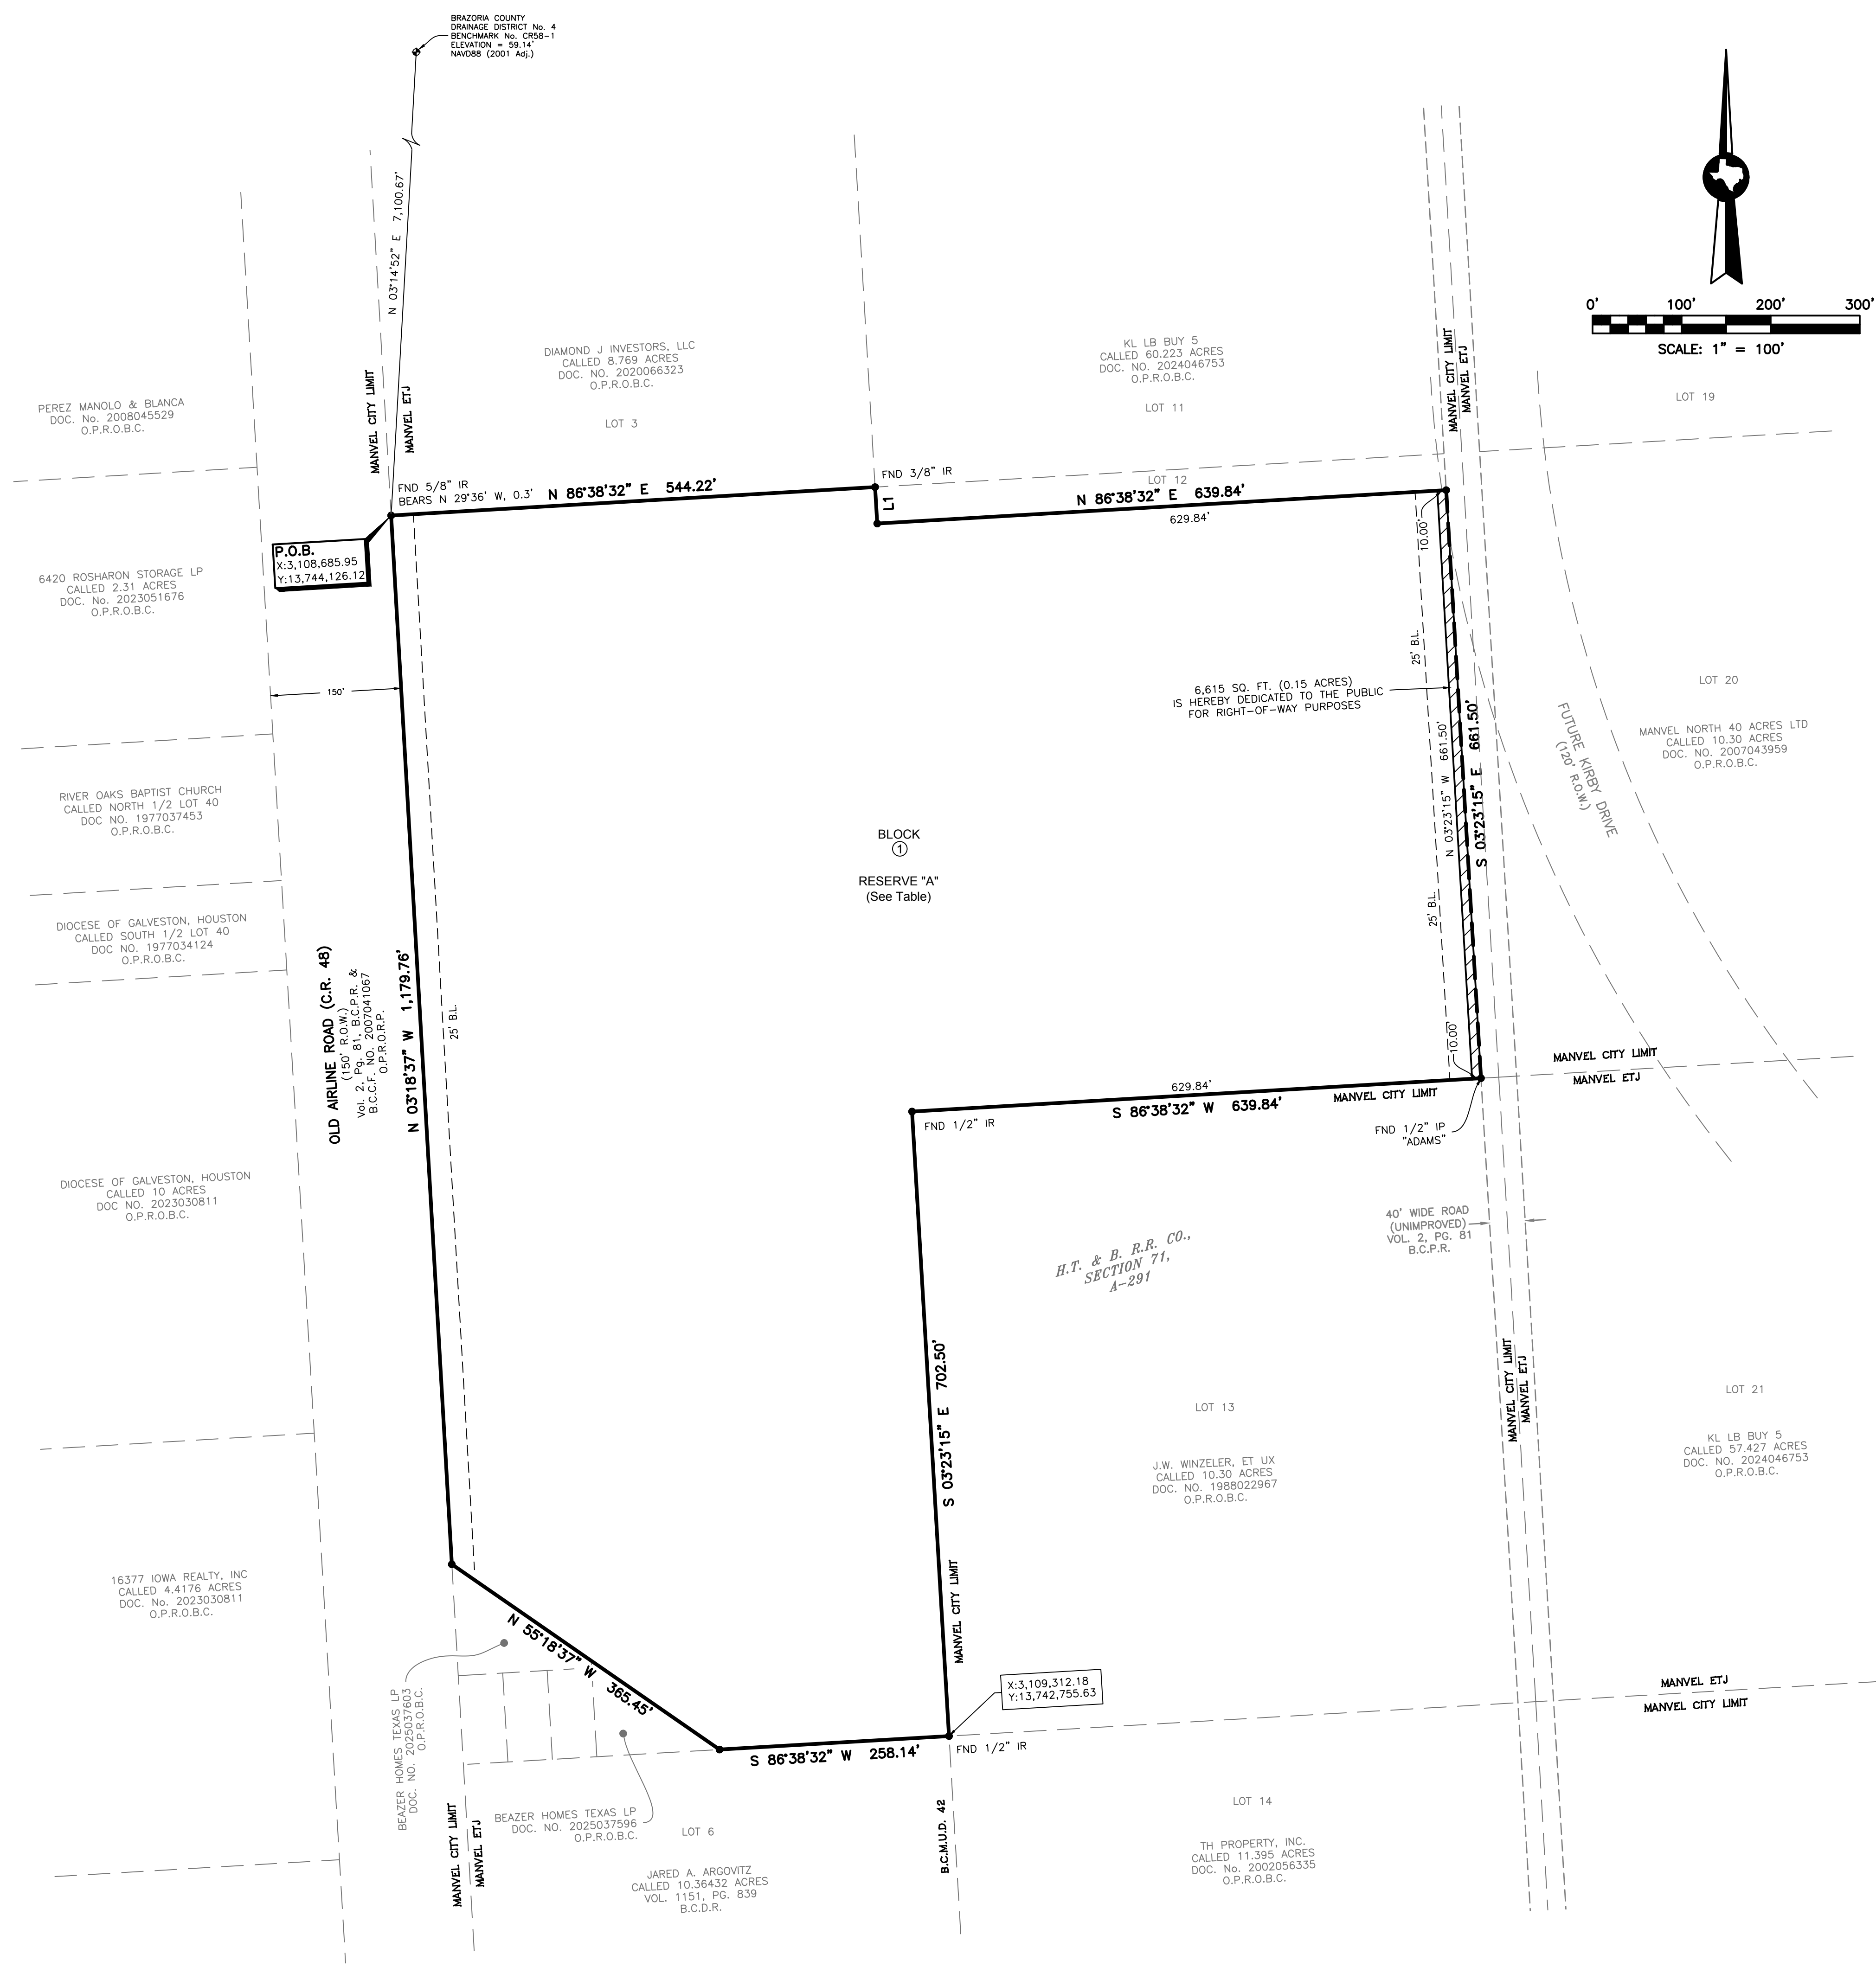 BRAZORIA COUNTY
DRAINAGE DISTRICT No. 4
BENCHMARK No. CR58-1
ELEVATION = 59.14'
NAVD88 (2001 Adj.)
N 03°14'52" E 7,100.67'
MANVEL CITY LIMIT
MANVEL ETJ
0' 100' 200' 300'
SCALE: 1" = 100'
DIAMOND J INVESTORS, LLC
CALLED 8.769 ACRES
DOC. NO. 2020066323
O.P.R.O.B.C.
LOT 3
KL LB BUY 5
CALLED 60.223 ACRES
DOC. NO. 2024046753
O.P.R.O.B.C.
LOT 11
MANVEL CITY LIMIT
MANVEL ETJ
LOT 19
PEREZ MANOLO & BLANCA
DOC. No. 2008045529
O.P.R.O.B.C.
FND 5/8" IR
BEARS N 29°36' W, 0.3'
N 86°38'32" E 544.22'
FND 3/8" IR
L1
LOT 12
N 86°38'32" E 639.84'
629.84'
10.00'
P.O.B.
X:3,108,685.95
Y:13,744,126.12
6420 ROSHARON STORAGE LP
CALLED 2.31 ACRES
DOC. No. 2023051676
O.P.R.O.B.C.
150'
25' B.L.
6,615 SQ. FT. (0.15 ACRES)
IS HEREBY DEDICATED TO THE PUBLIC
FOR RIGHT-OF-WAY PURPOSES
N 03°23'15" W 661.50'
S 03°23'15" E 661.50'
FUTURE KIRBY DRIVE
(120' R.O.W.)
LOT 20
MANVEL NORTH 40 ACRES LTD
CALLED 10.30 ACRES
DOC. NO. 2007043959
O.P.R.O.B.C.
RIVER OAKS BAPTIST CHURCH
CALLED NORTH 1/2 LOT 40
DOC NO. 1977037453
O.P.R.O.B.C.
BLOCK
1
RESERVE "A"
(See Table)
25' B.L.
DIOCESE OF GALVESTON, HOUSTON
CALLED SOUTH 1/2 LOT 40
DOC NO. 1977034124
O.P.R.O.B.C.
OLD AIRLINE ROAD (C.R. 48)
(150' R.O.W.)
Vol. 2, Pg. 81, B.C.P.R. &
B.C.C.F. NO. 2007041067
O.P.R.O.R.P.
N 03°18'37" W 1,179.76'
25' B.L.
10.00'
629.84'
S 86°38'32" W 639.84'
MANVEL CITY LIMIT
MANVEL CITY LIMIT
MANVEL ETJ
FND 1/2" IR
FND 1/2" IP
"ADAMS"
DIOCESE OF GALVESTON, HOUSTON
CALLED 10 ACRES
DOC NO. 2023030811
O.P.R.O.B.C.
H.T. & B. R.R. CO.,
SECTION 71,
A-291
40' WIDE ROAD
(UNIMPROVED)
VOL. 2, PG. 81
B.C.P.R.
S 03°23'15" E 702.50'
MANVEL CITY LIMIT
LOT 13
J.W. WINZELER, ET UX
CALLED 10.30 ACRES
DOC. NO. 1988022967
O.P.R.O.B.C.
MANVEL CITY LIMIT
MANVEL ETJ
LOT 21
KL LB BUY 5
CALLED 57.427 ACRES
DOC. NO. 2024046753
O.P.R.O.B.C.
16377 IOWA REALTY, INC
CALLED 4.4176 ACRES
DOC. No. 2023030811
O.P.R.O.B.C.
N 55°18'37" W 365.45'
X:3,109,312.18
Y:13,742,755.63
MANVEL ETJ
MANVEL CITY LIMIT
BEAZER HOMES TEXAS LP
DOC. NO. 2025037603
O.P.R.O.B.C.
S 86°38'32" W 258.14'
FND 1/2" IR
BEAZER HOMES TEXAS LP
DOC. NO. 2025037596
O.P.R.O.B.C.
MANVEL CITY LIMIT
MANVEL ETJ
LOT 6
JARED A. ARGOVITZ
CALLED 10.36432 ACRES
VOL. 1151, PG. 839
B.C.D.R.
B.C.M.U.D. 42
LOT 14
TH PROPERTY, INC.
CALLED 11.395 ACRES
DOC. No. 2002056335
O.P.R.O.B.C.